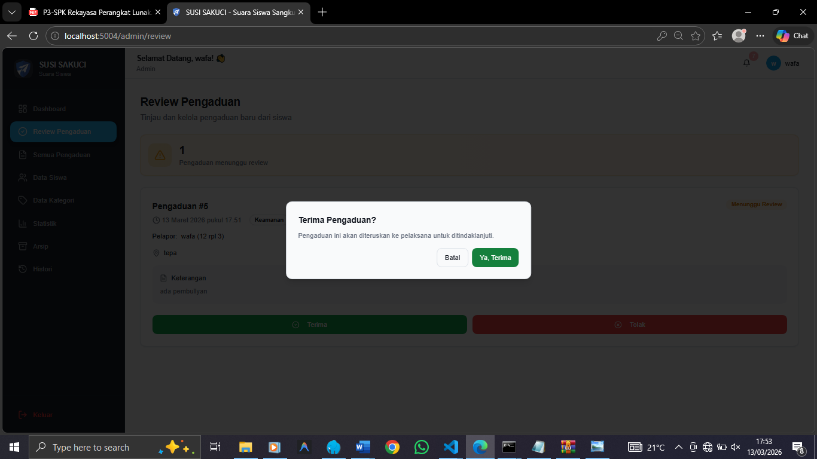 P3-SPK Rekayasa Perangkat Lunak
SUSI SAKUCI - Suara Siswa Sangku
localhost:5004/admin/review
Chat
SUSI SAKUCI
Suara Siswa
Selamat Datang, wafa!
Admin
wafa
Dashboard
Review Pengaduan
Semua Pengaduan
Data Siswa
Data Kategori
Statistik
Arsip
Histori
Keluar
Review Pengaduan
Tinjau dan kelola pengaduan baru dari siswa
1
Pengaduan menunggu review
Pengaduan #6
Menunggu Review
13 Maret 2026 pukul 17.51
Keamanan
Pelapor: wafa (12 rpl 3)
Keterangan
ada pembullyan
Terima
Tolak
Terima Pengaduan?
Pengaduan ini akan diteruskan ke pelaksana untuk ditindaklanjuti.
Batal
Ya, Terima
Type here to search
21°C
17:53
13/03/2026